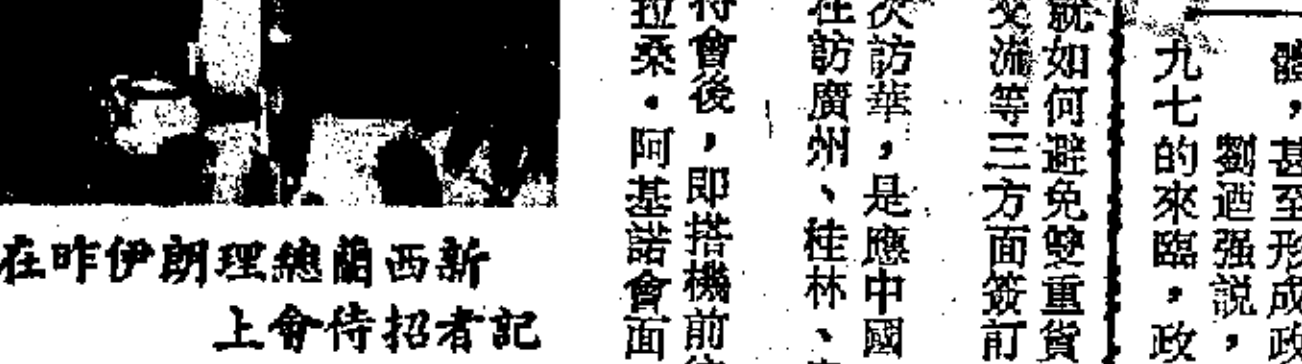 體，甚至形成政
劉迺强説，
九七的來臨，政
就如何避免雙重貨
交流等三方面簽訂
次訪華，是應中國
在訪廣州、桂林、
待會後，即搭機前往
拉桑·阿基諾會面
新西蘭總理朗伊昨在
記者招待會上